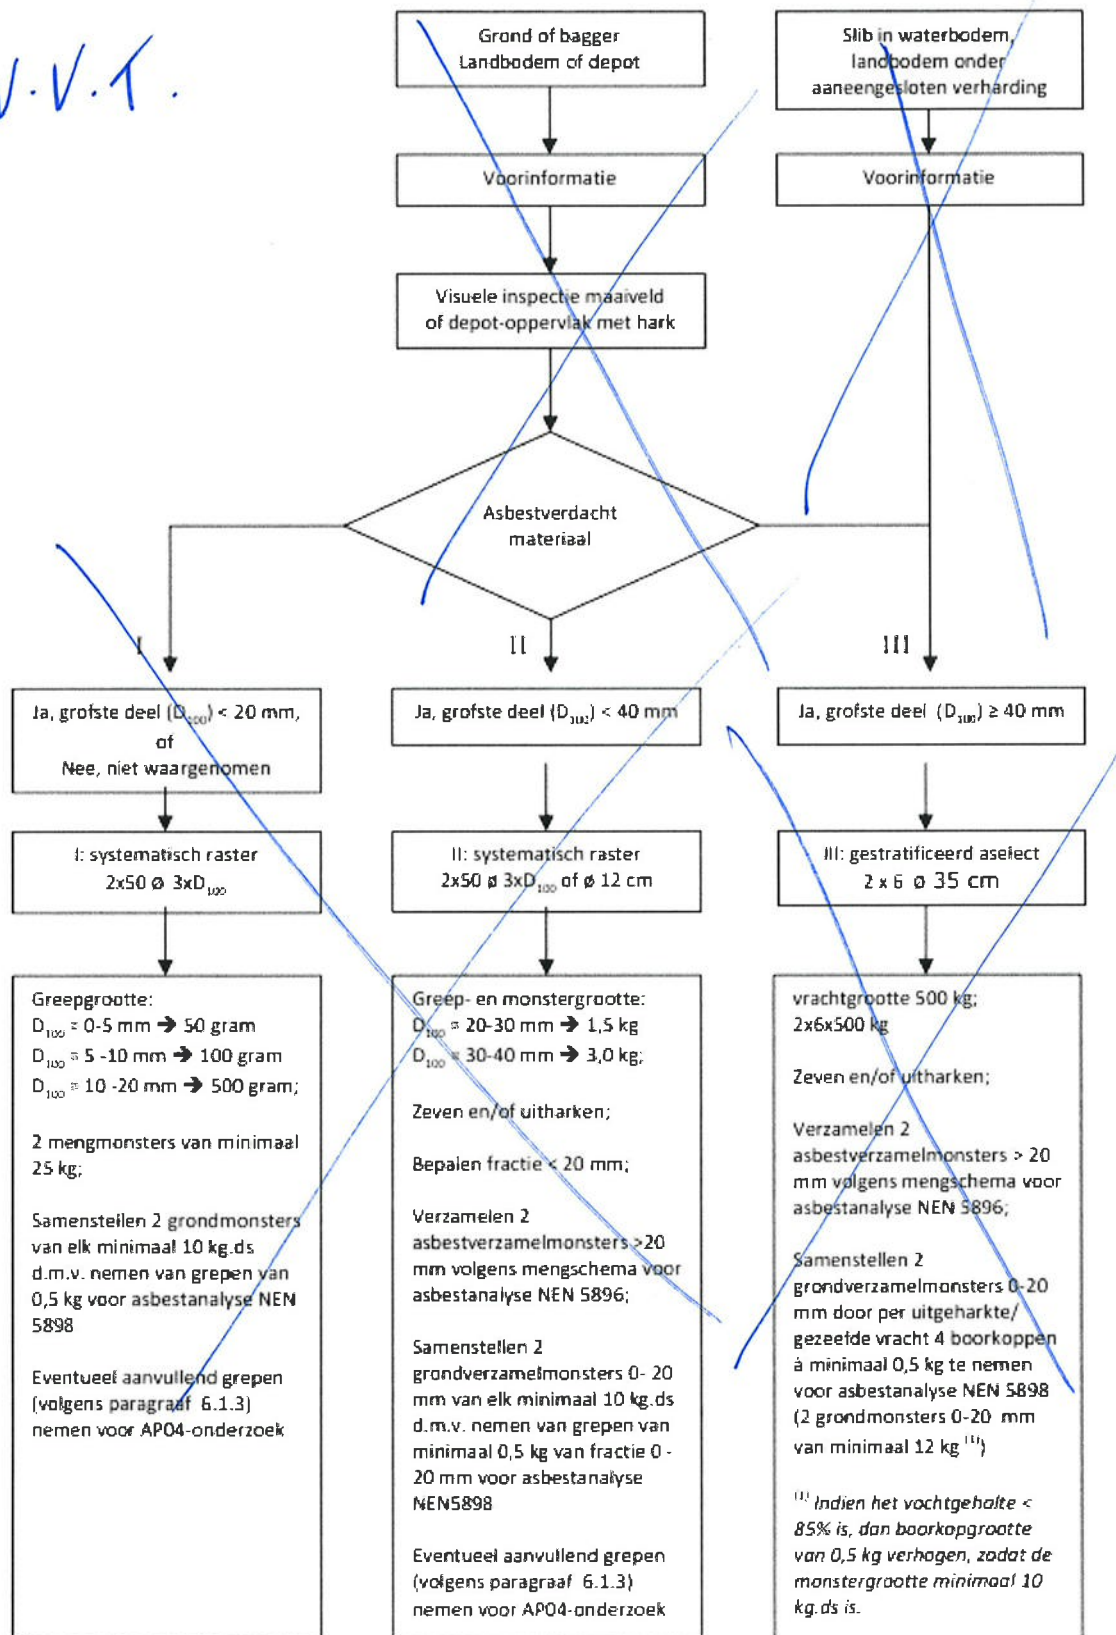 N.V.T.
Grond of bagger
Landbodem of depot
Slib in waterbodem,
landbodem onder
aaneengesloten verharding
Voorinformatie
Voorinformatie
Visuele inspectie maaiveld
of depot-oppervlak met hark
Asbestverdacht
materiaal
I
II
III
Ja, grofste deel (D₁₀₀) < 20 mm,
of
Nee, niet waargenomen
Ja, grofste deel (D₁₀₀) < 40 mm
Ja, grofste deel (D₁₀₀) ≥ 40 mm
I: systematisch raster
2x50 ø 3xD₁₀₀
II: systematisch raster
2x50 ø 3xD₁₀₀ of ø 12 cm
III: gestratificeerd aselect
2 x 6 ø 35 cm
Greepgrootte:
D₁₀₀ = 0-5 mm ➔ 50 gram
D₁₀₀ = 5 -10 mm ➔ 100 gram
D₁₀₀ = 10 -20 mm ➔ 500 gram;
2 mengmonsters van minimaal
25 kg;
Samenstellen 2 grondmonsters
van elk minimaal 10 kg.ds
d.m.v. nemen van grepen van
0,5 kg voor asbestanalyse NEN
5898
Eventueel aanvullend grepen
(volgens paragraaf 6.1.3)
nemen voor AP04-onderzoek
Greep- en monstergrootte:
D₁₀₀ = 20-30 mm ➔ 1,5 kg
D₁₀₀ = 30-40 mm ➔ 3,0 kg;
Zeven en/of uitharken;
Bepalen fractie < 20 mm;
Verzamelen 2
asbestverzamelmonsters >20
mm volgens mengschema voor
asbestanalyse NEN 5896;
Samenstellen 2
grondverzamelmonsters 0- 20
mm van elk minimaal 10 kg.ds
d.m.v. nemen van grepen van
minimaal 0,5 kg van fractie 0 -
20 mm voor asbestanalyse
NEN5898
Eventueel aanvullend grepen
(volgens paragraaf 6.1.3)
nemen voor AP04-onderzoek
vrachtgrootte 500 kg;
2x6x500 kg
Zeven en/of uitharken;
Verzamelen 2
asbestverzamelmonsters > 20
mm volgens mengschema voor
asbestanalyse NEN 5896;
Samenstellen 2
grondverzamelmonsters 0-20
mm door per uitgeharkte/
gezeefde vracht 4 boorkoppen
à minimaal 0,5 kg te nemen
voor asbestanalyse NEN 5898
(2 grondmonsters 0-20 mm
van minimaal 12 kg ⁽¹⁾)
⁽¹⁾ Indien het vochtgehalte <
85% is, dan boorkopgrootte
van 0,5 kg verhogen, zodat de
monstergrootte minimaal 10
kg.ds is.